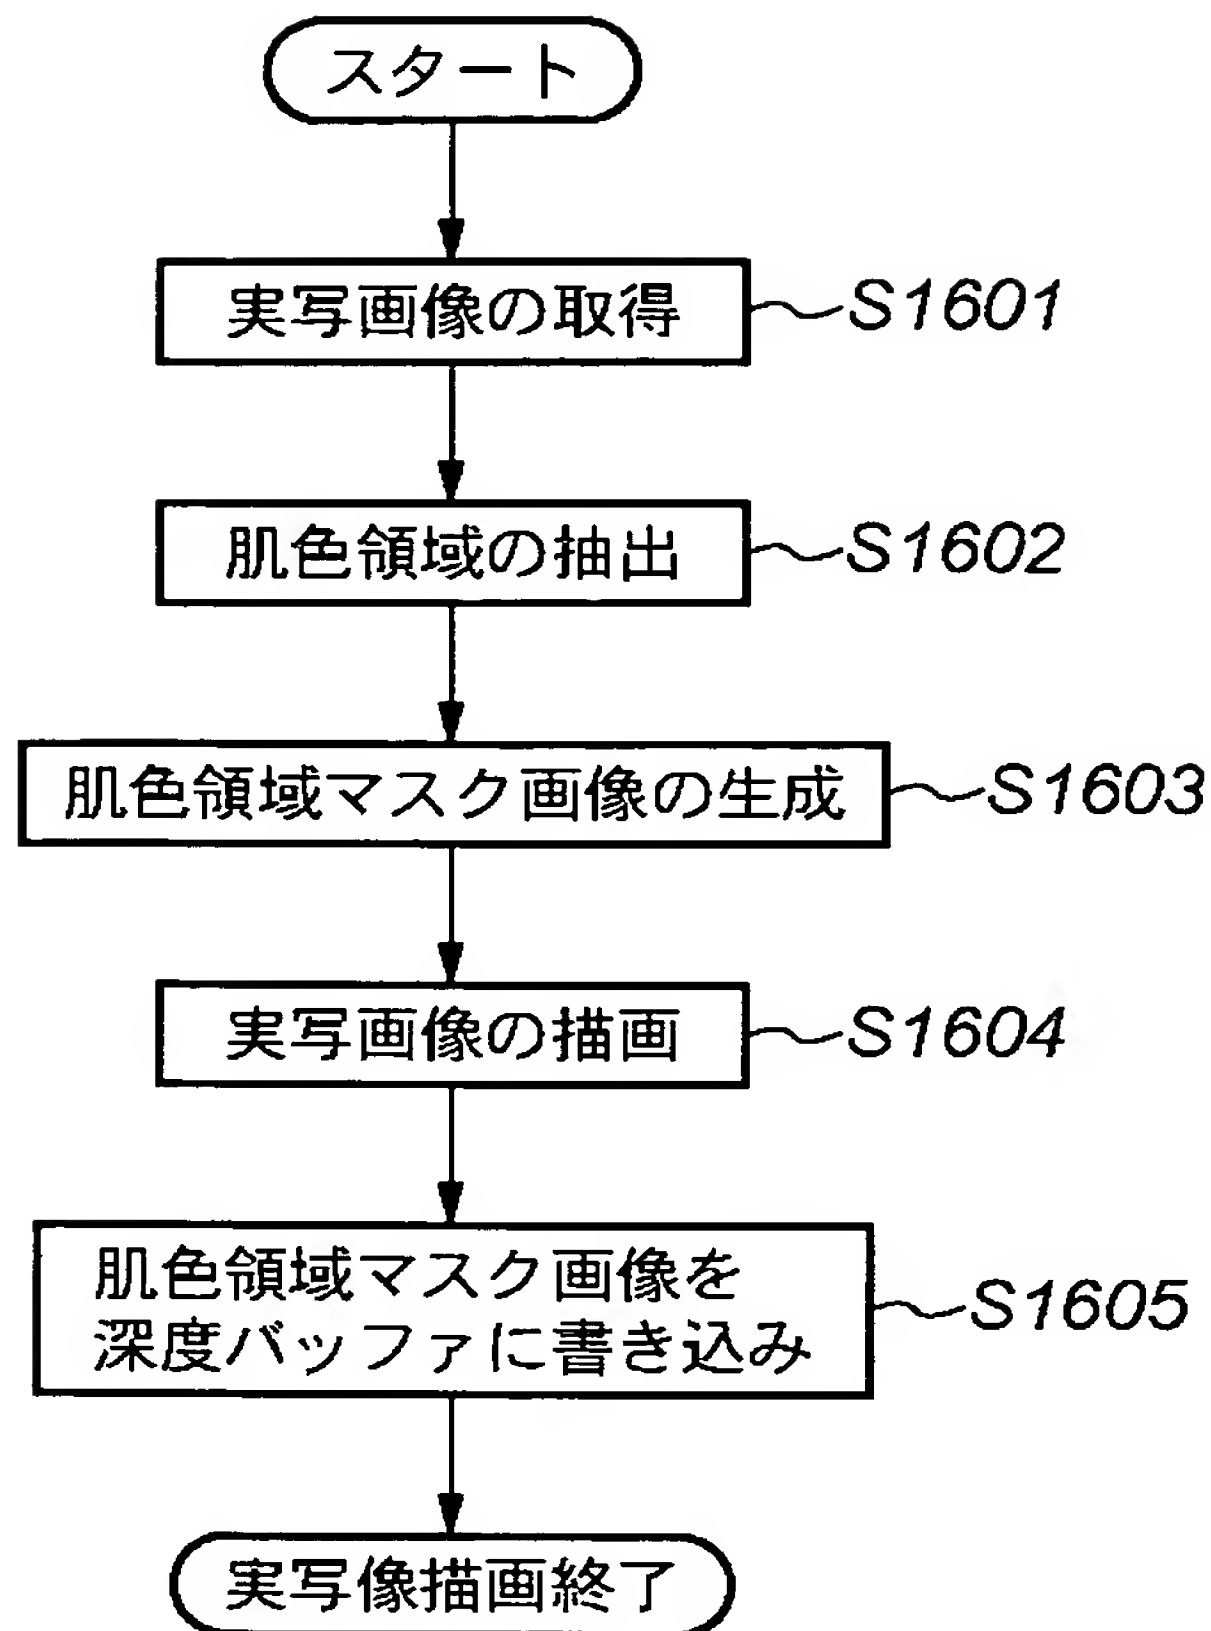 スタート
実写画像の取得
S1601
肌色領域の抽出
S1602
肌色領域マスク画像の生成
S1603
実写画像の描画
S1604
肌色領域マスク画像を
深度バッファに書き込み
S1605
実写像描画終了